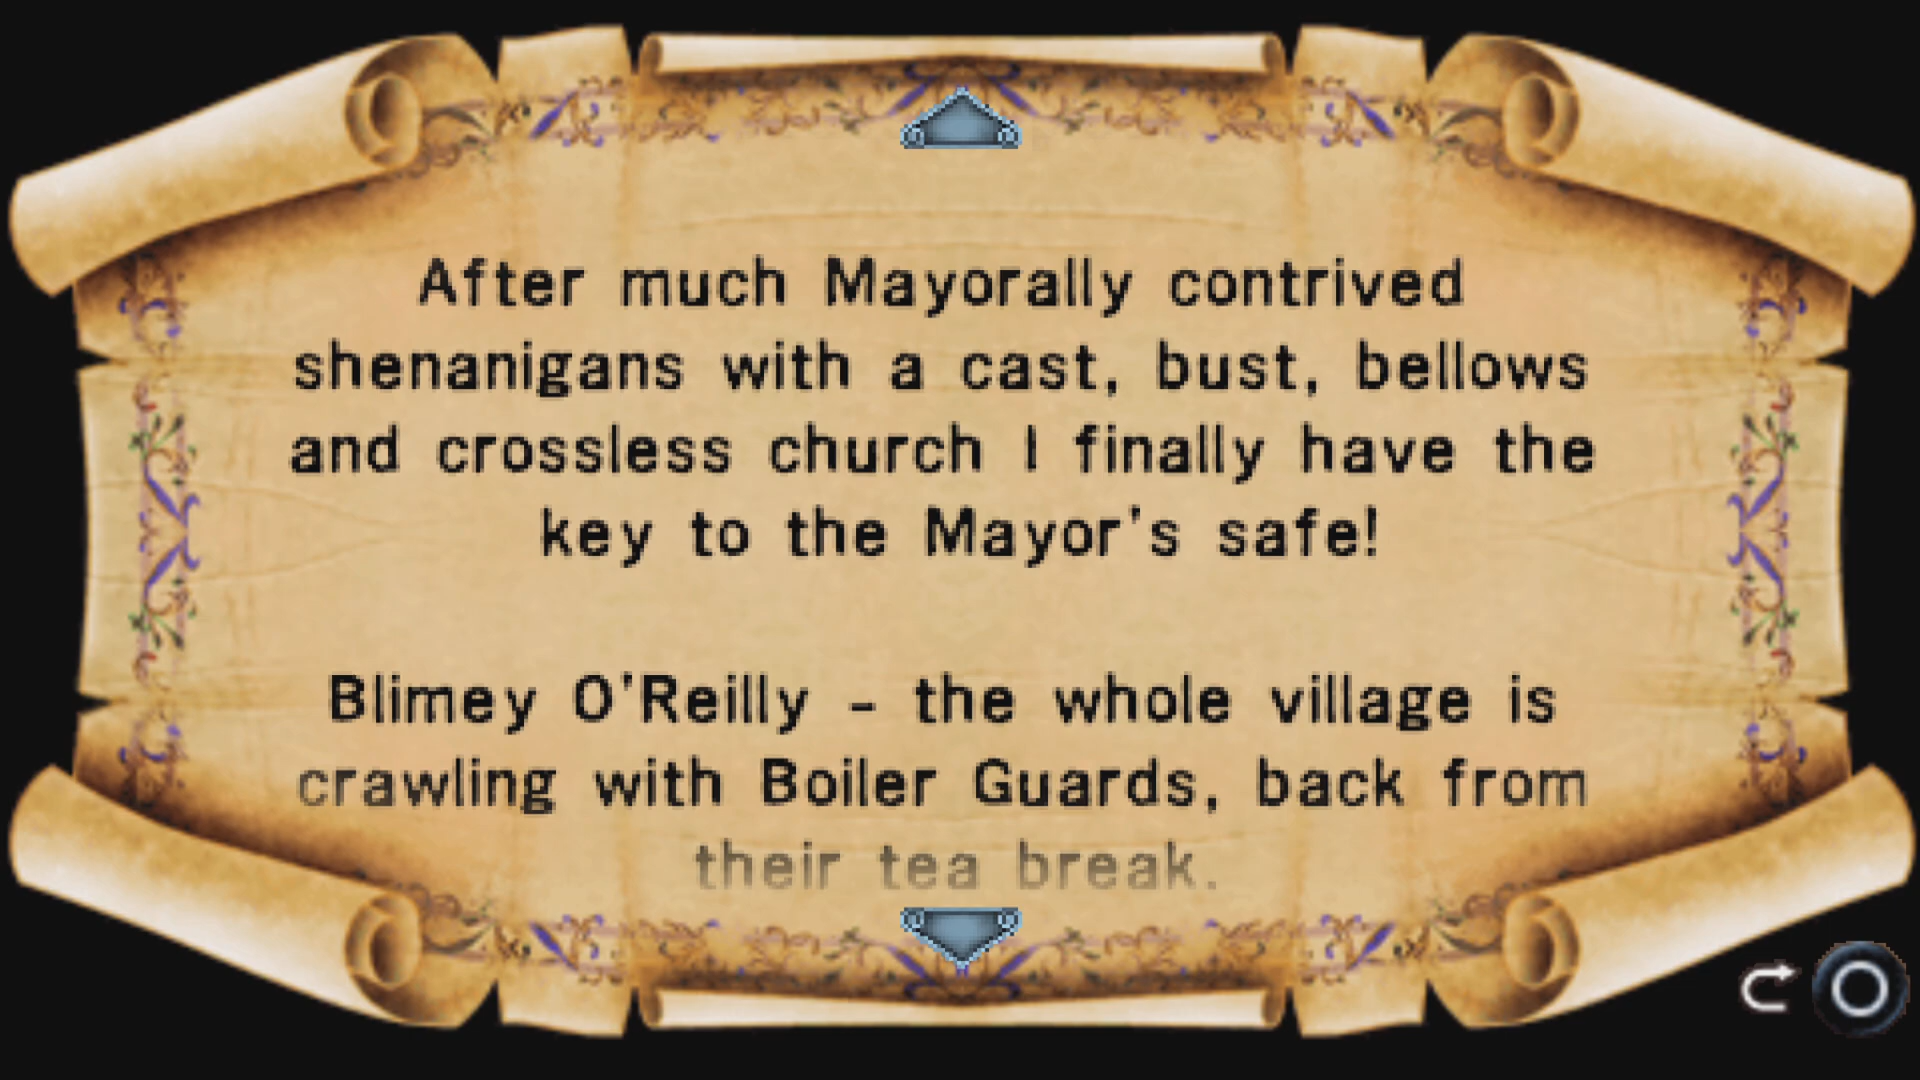 After much Mayorally contrived
shenanigans with a cast, bust, bellows
and crossless church I finally have the
key to the Mayor's safe!
Blimey O'Reilly - the whole village is
crawling with Boiler Guards, back from
their tea break.